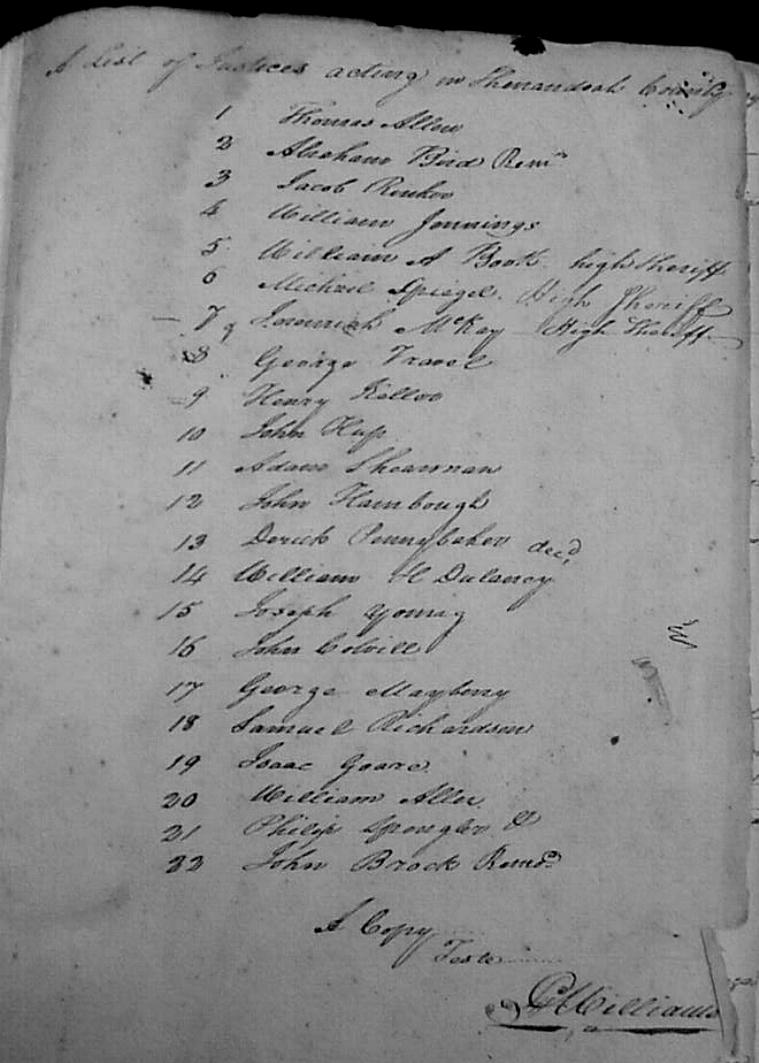 A List of Justices acting in Shenandoah County
1 Thomas Allen
2 Abraham Bird Remd
3 Jacob Rinker
4 William Jennings
5 William A Booth high Sheriff
6 Michael Spiegel. High Sheriff
7 Jeremiah McKay High Sheriff
8 George Fravel
9 Henry Keller
10 John Hup
11 Adam Shearman
12 John Hambough
13 Derick Pennybaker decd
14 William H Dulaney
15 Joseph Young
16 John Colvill
17 George Mayberry
18 Samuel Richardson
19 Isaac Goare
20 William Allen
21 Philip Spengler
22 John Brock Remd
A Copy
Teste
Williams